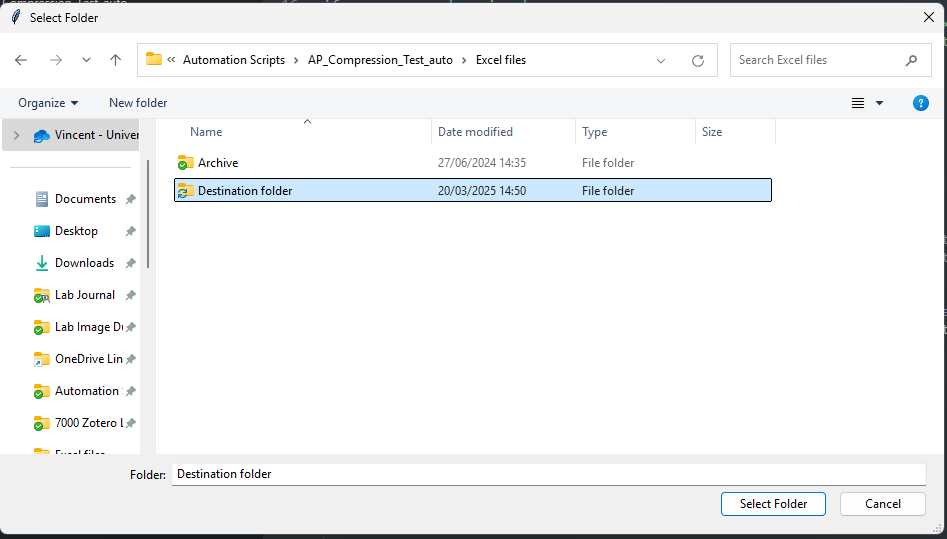 Select Folder
« Automation Scripts > AP_Compression_Test_auto > Excel files
Search Excel files
Organize
New folder
?
Vincent - Univer
Documents
Desktop
Downloads
Lab Journal
Lab Image Du
OneDrive Lin
Automation
7000 Zotero L
Excel files
Name
Date modified
Type
Size
Archive
27/06/2024 14:35
File folder
Destination folder
20/03/2025 14:50
File folder
Folder:
Destination folder
Select Folder
Cancel